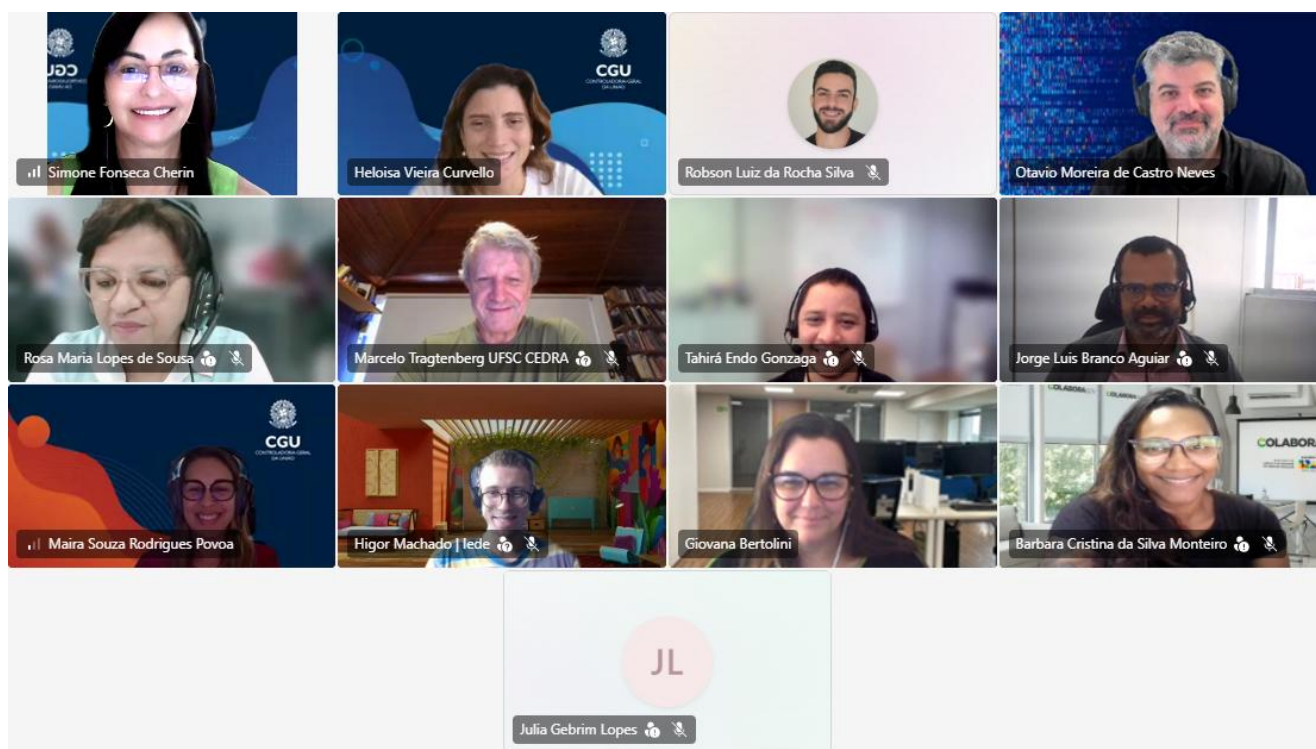 CGU
CGU
CONTROLADORIA-GERAL
DA UNIÃO
Simone Fonseca Cherin
Heloisa Vieira Curvello
Robson Luiz da Rocha Silva
Otavio Moreira de Castro Neves
Rosa Maria Lopes de Sousa
Marcelo Tragtenberg UFSC CEDRA
Tahirá Endo Gonzaga
Jorge Luis Branco Aguiar
CGU
CONTROLADORIA-GERAL
DA UNIÃO
COLABORA
Maira Souza Rodrigues Povoa
Higor Machado | Iede
Giovana Bertolini
Barbara Cristina da Silva Monteiro
JL
Julia Gebrim Lopes